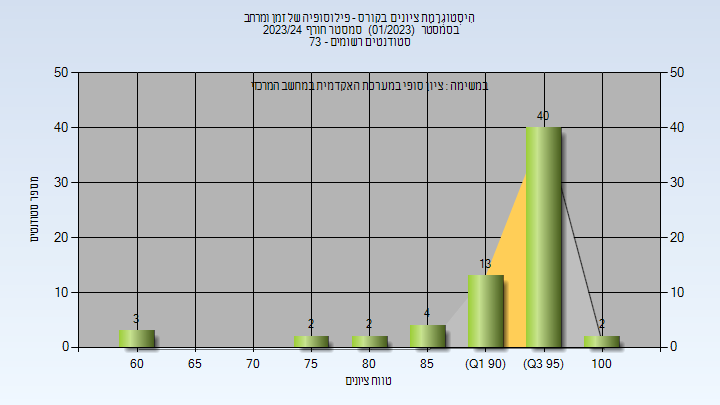 היסטוגרמת ציונים בקורס - פילוסופיה של זמן ומרחב
בסמסטר (01/2023) סמסטר חורף 2023/24
סטודנטים רשומים - 73
במשימה : ציון סופי במערכת האקדמית במחשב המרכזי
50 50
40 40
30 30
20 20
10 10
0 0
מספר סטודנטים
3 2 2 4 13 40 2
60 65 70 75 80 85 (Q1 90) (Q3 95) 100
טווח ציונים